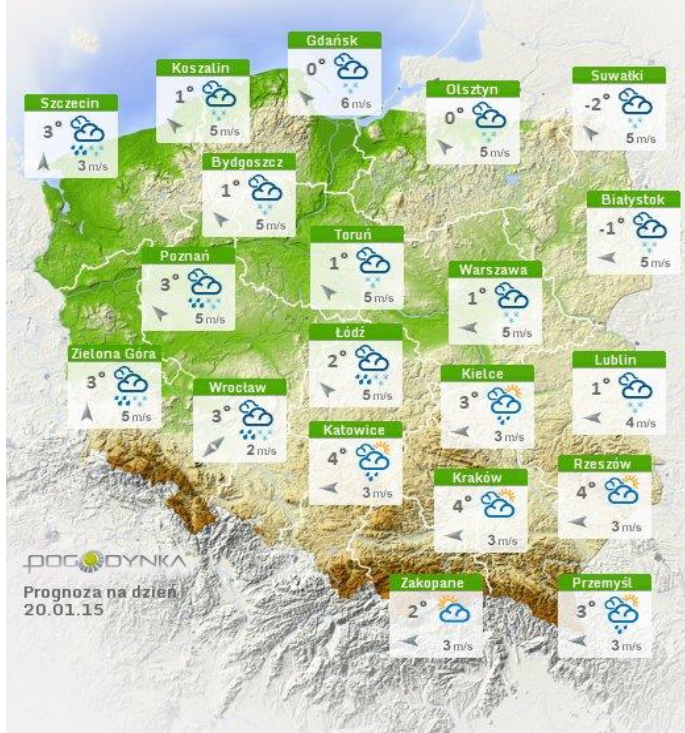 Gdańsk
0°
6 m/s
Koszalin
1°
5 m/s
Suwałki
-2°
5 m/s
Olsztyn
0°
5 m/s
Szczecin
3°
3 m/s
Bydgoszcz
1°
5 m/s
Białystok
-1°
5 m/s
Toruń
1°
5 m/s
Poznań
3°
5 m/s
Warszawa
1°
5 m/s
Łódź
2°
5 m/s
Zielona Góra
3°
5 m/s
Lublin
1°
4 m/s
Kielce
3°
3 m/s
Wrocław
3°
2 m/s
Katowice
4°
3 m/s
Rzeszów
4°
3 m/s
Kraków
4°
3 m/s
POGODYNKA
Prognoza na dzień
20.01.15
Zakopane
2°
3 m/s
Przemyśl
3°
3 m/s